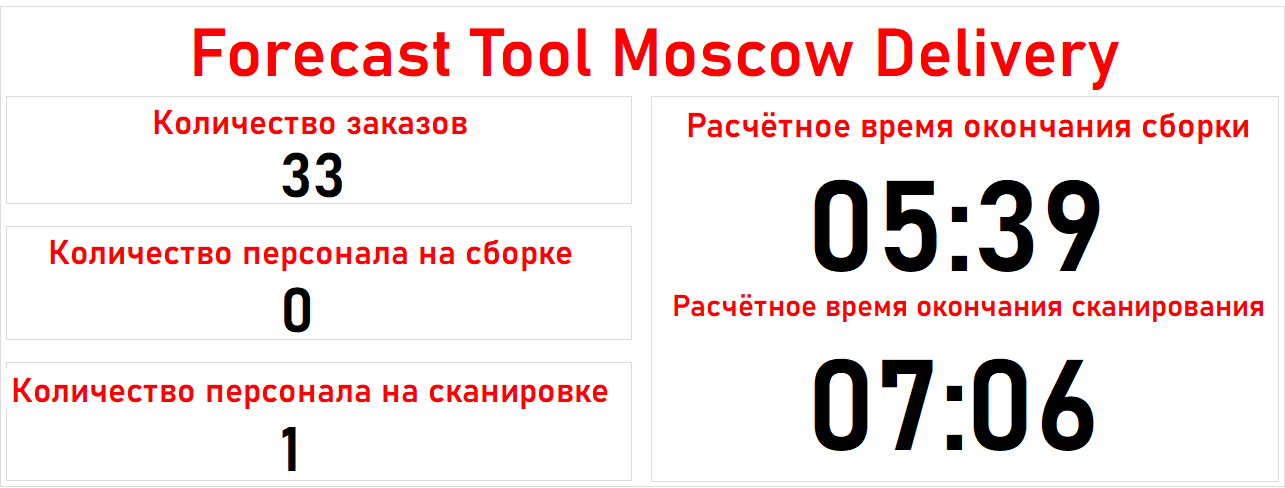 Forecast Tool Moscow Delivery
Количество заказов
33
Количество персонала на сборке
0
Количество персонала на сканировке
1
Расчётное время окончания сборки
05:39
Расчётное время окончания сканирования
07:06